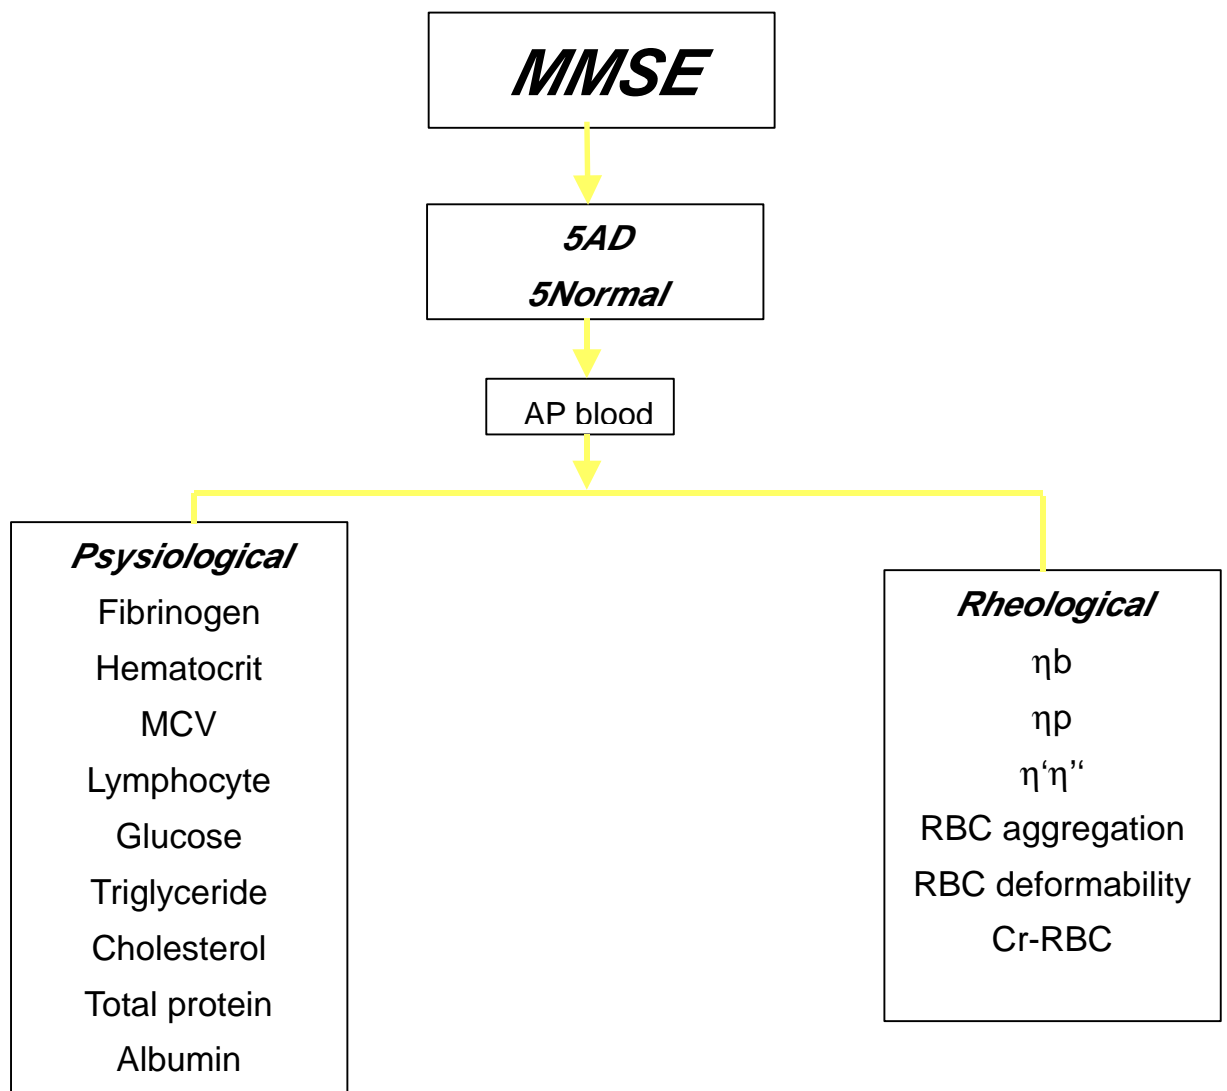 MMSE
5AD
5Normal
AP blood
Psysiological
Fibrinogen
Hematocrit
MCV
Lymphocyte
Glucose
Triglyceride
Cholesterol
Total protein
Albumin
Rheological
ηb
ηp
η‘η’‘
RBC aggregation
RBC deformability
Cr-RBC